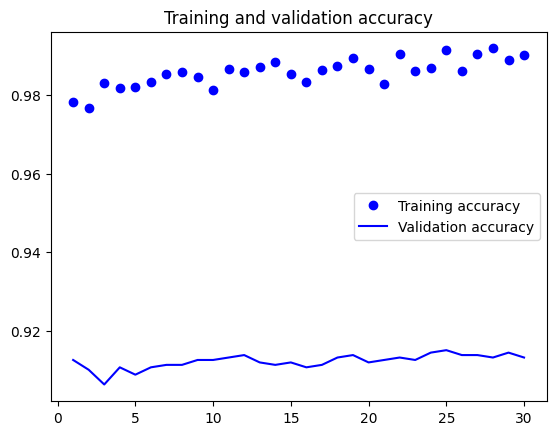 Training and validation accuracy
0.98
0.96
0.94
0.92
Training accuracy
Validation accuracy
0 5 10 15 20 25 30